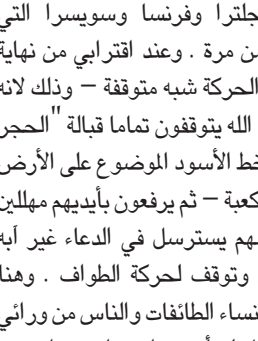 جلترا وفرنسا وسويسرا التي
ن مرة . وعند اقترابي من نهاية
الحركة شبه متوقفة – وذلك لانه
الله يتوقفون تماما قبالة "الحجر
خط الأسود الموضوع على الأرض
كعبة – ثم يرفعون بأيديهم مهللين
هم يسترسل في الدعاء غير آبه
وتوقف لحركة الطواف . وهنا
نساء الطائفات والناس من ورائي